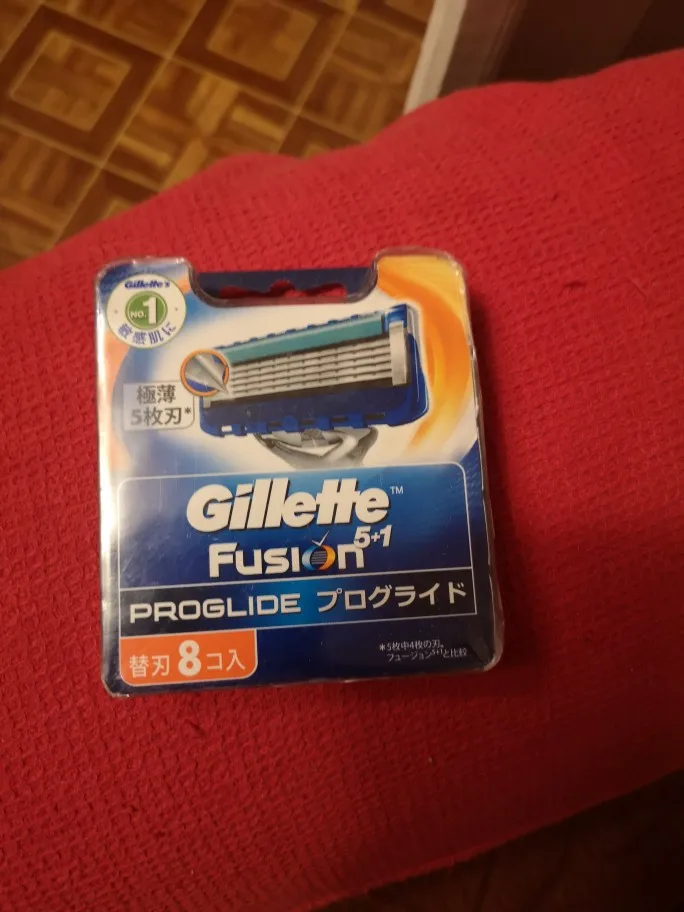 Gillette's
NO.1
敏感肌に
極薄
5枚刃*
Gillette™
Fusion 5+1
PROGLIDE プログライド
替刃 8コ入
*5枚中4枚の刃。
フュージョン5+1と比較